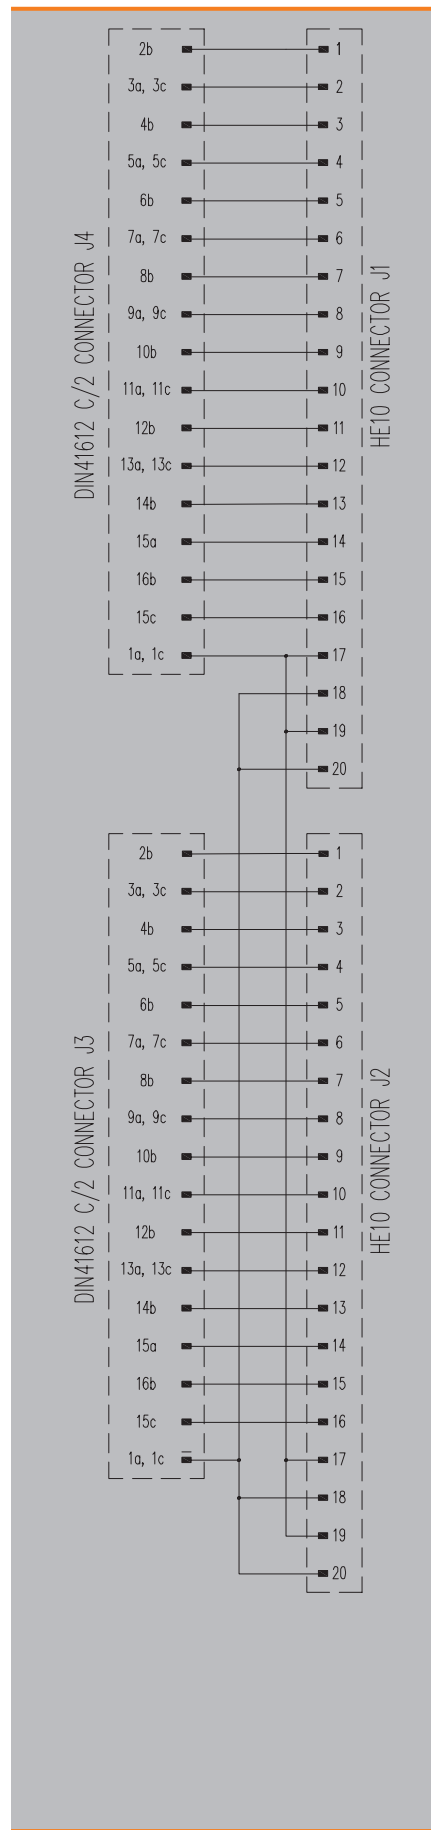 DIN41612 C/2 CONNECTOR J4
2b 1
3a, 3c 2
4b 3
5a, 5c 4
6b 5
7a, 7c 6
8b 7
9a, 9c 8
10b 9
11a, 11c 10
12b 11
13a, 13c 12
14b 13
15a 14
16b 15
15c 16
1a, 1c 17
18
19
20
HE10 CONNECTOR J1
DIN41612 C/2 CONNECTOR J3
2b 1
3a, 3c 2
4b 3
5a, 5c 4
6b 5
7a, 7c 6
8b 7
9a, 9c 8
10b 9
11a, 11c 10
12b 11
13a, 13c 12
14b 13
15a 14
16b 15
15c 16
1a, 1c 17
18
19
20
HE10 CONNECTOR J2